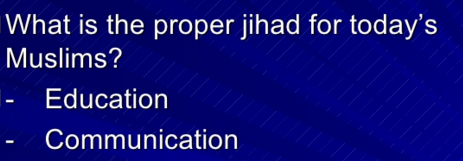 What is the proper jihad for today’s
Muslims?
- Education
- Communication